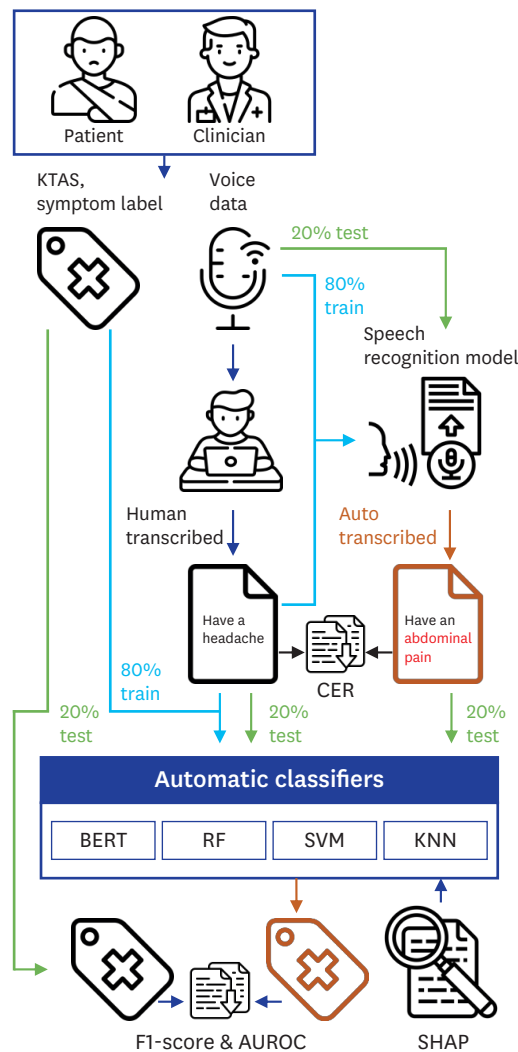 Patient
Clinician
KTAS,
symptom label
Voice
data
20% test
80%
train
Speech
recognition model
Human
transcribed
Auto
transcribed
Have a
headache
Have an
abdominal
pain
CER
80%
train
20%
test
20%
test
20%
test
Automatic classifiers
BERT
RF
SVM
KNN
F1-score & AUROC
SHAP